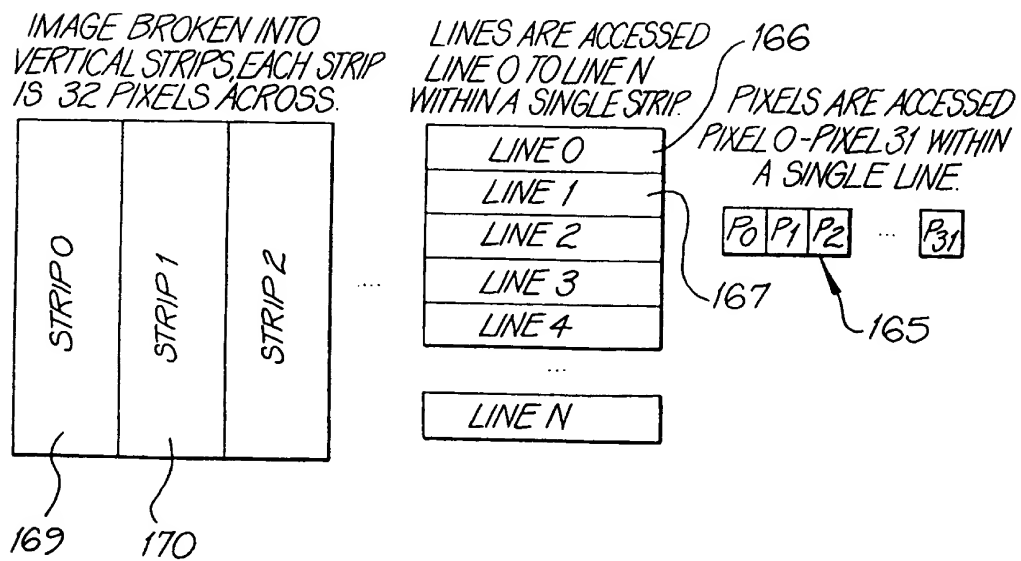 IMAGE BROKEN INTO
VERTICAL STRIPS, EACH STRIP
IS 32 PIXELS ACROSS.
STRIP 0
STRIP 1
STRIP 2
....
169
170
LINES ARE ACCESSED
LINE 0 TO LINE N
WITHIN A SINGLE STRIP.
166
LINE 0
LINE 1
LINE 2
LINE 3
LINE 4
...
LINE N
167
PIXELS ARE ACCESSED
PIXEL 0-PIXEL 31 WITHIN
A SINGLE LINE.
P0 P1 P2 ... P31
165